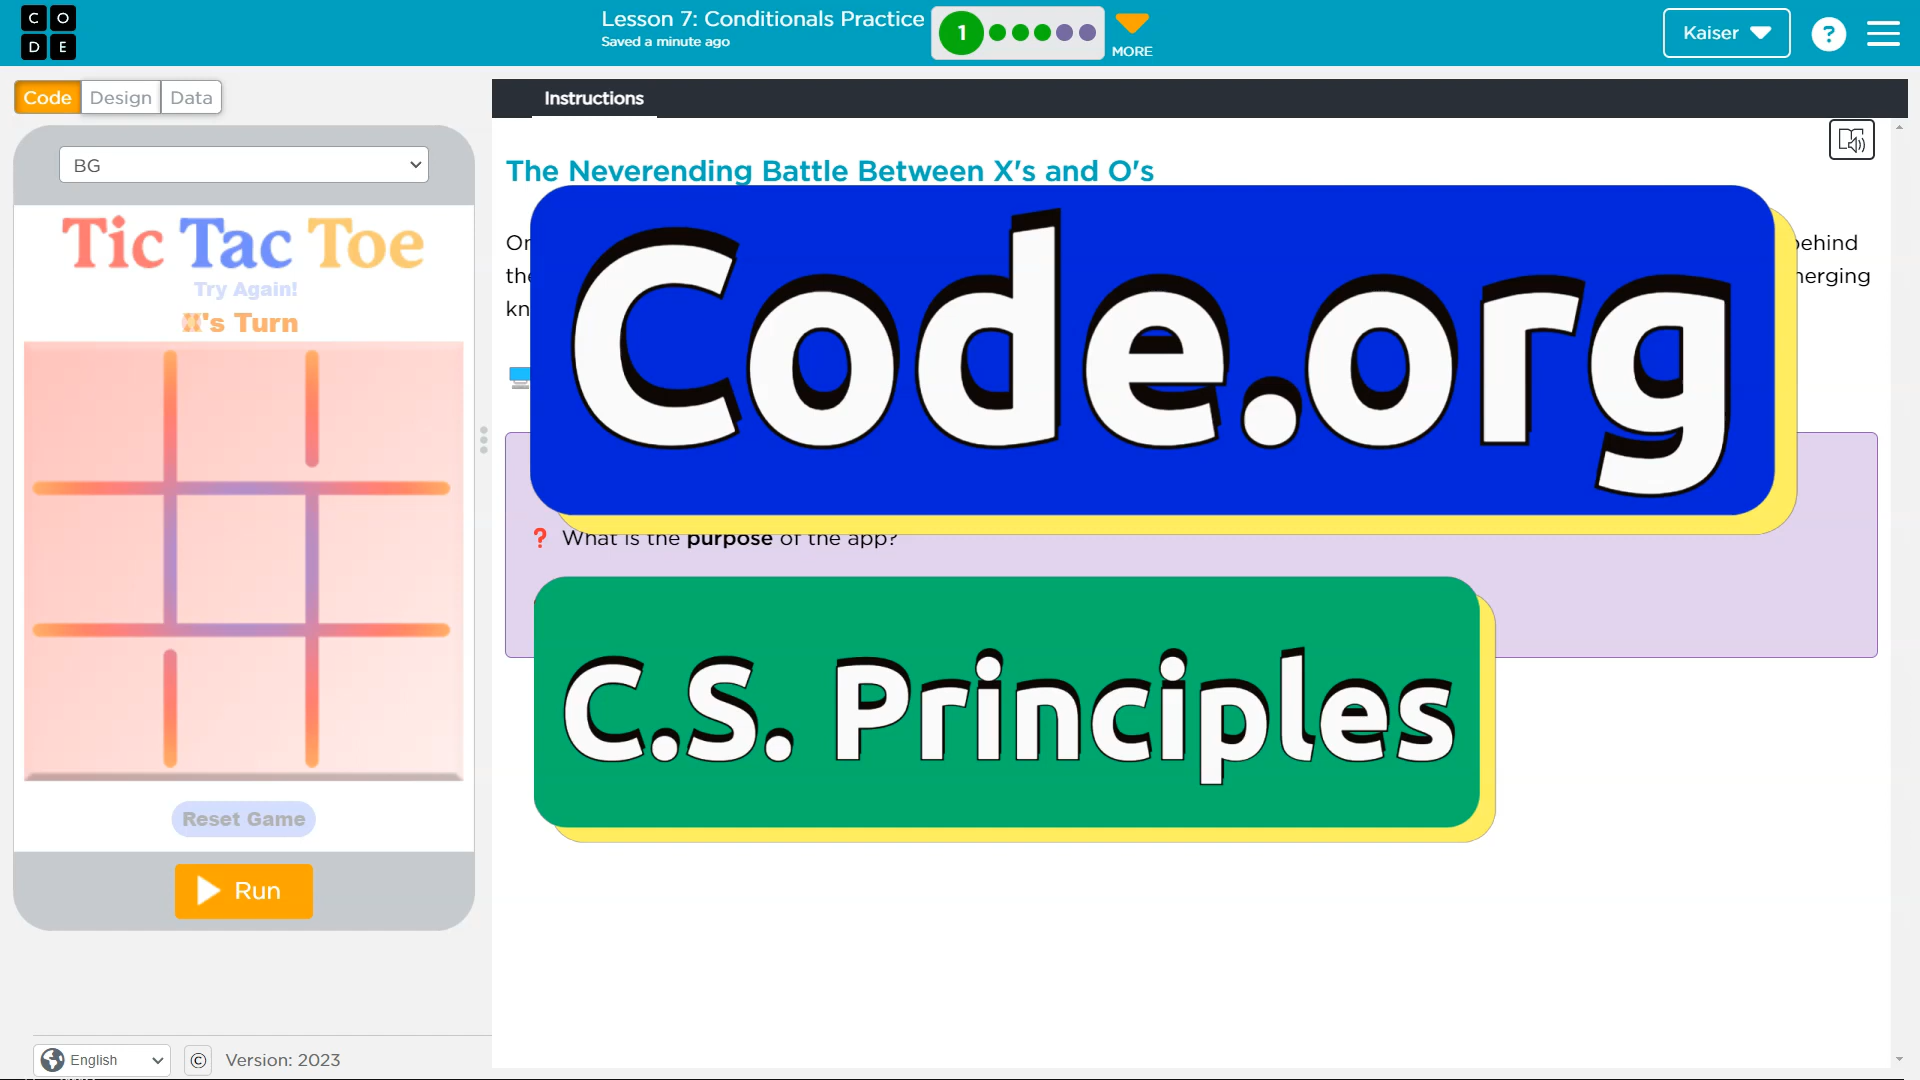 C O
D E
Lesson 7: Conditionals Practice
Saved a minute ago
1
MORE
Kaiser
?
Code Design Data
Instructions
BG
The Neverending Battle Between X's and O's
Tic Tac Toe
Try Again!
's Turn
behind
merging
Code.org
? What is the purpose of the app?
C.S. Principles
Reset Game
Run
English
© Version: 2023